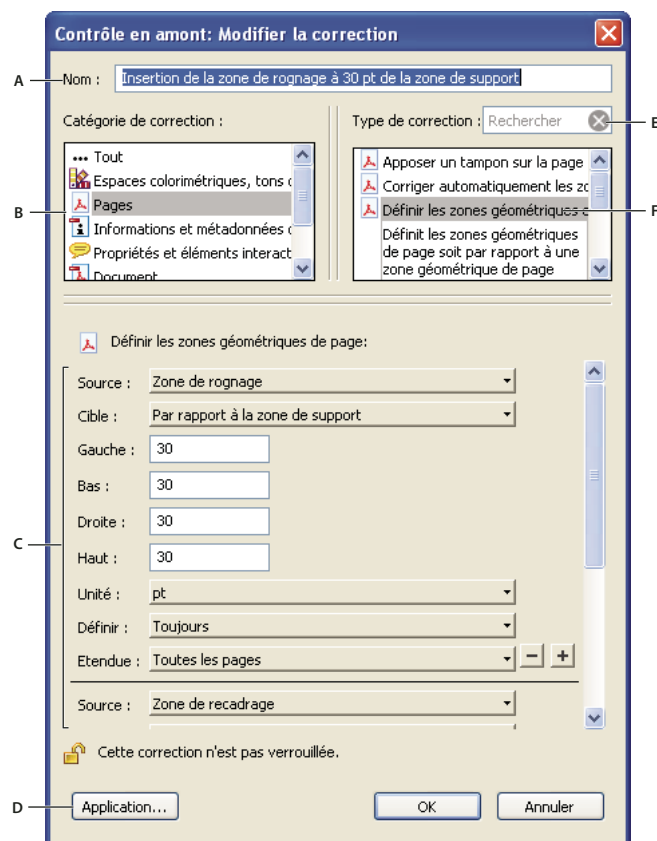 Contrôle en amont: Modifier la correction
A
Nom : Insertion de la zone de rognage à 30 pt de la zone de support
Catégorie de correction :
Type de correction : Rechercher
E
B
... Tout
Espaces colorimétriques, tons
Pages
Informations et métadonnées
Propriétés et éléments interact
Document
Apposer un tampon sur la page
Corriger automatiquement les zo
Définir les zones géométriques
F
Définit les zones géométriques
de page soit par rapport à une
zone géométrique de page
Définir les zones géométriques de page:
C
Source : Zone de rognage
Cible : Par rapport à la zone de support
Gauche : 30
Bas : 30
Droite : 30
Haut : 30
Unité : pt
Définir : Toujours
Etendue : Toutes les pages - +
Source : Zone de recadrage
Cette correction n'est pas verrouillée.
D
Application... OK Annuler